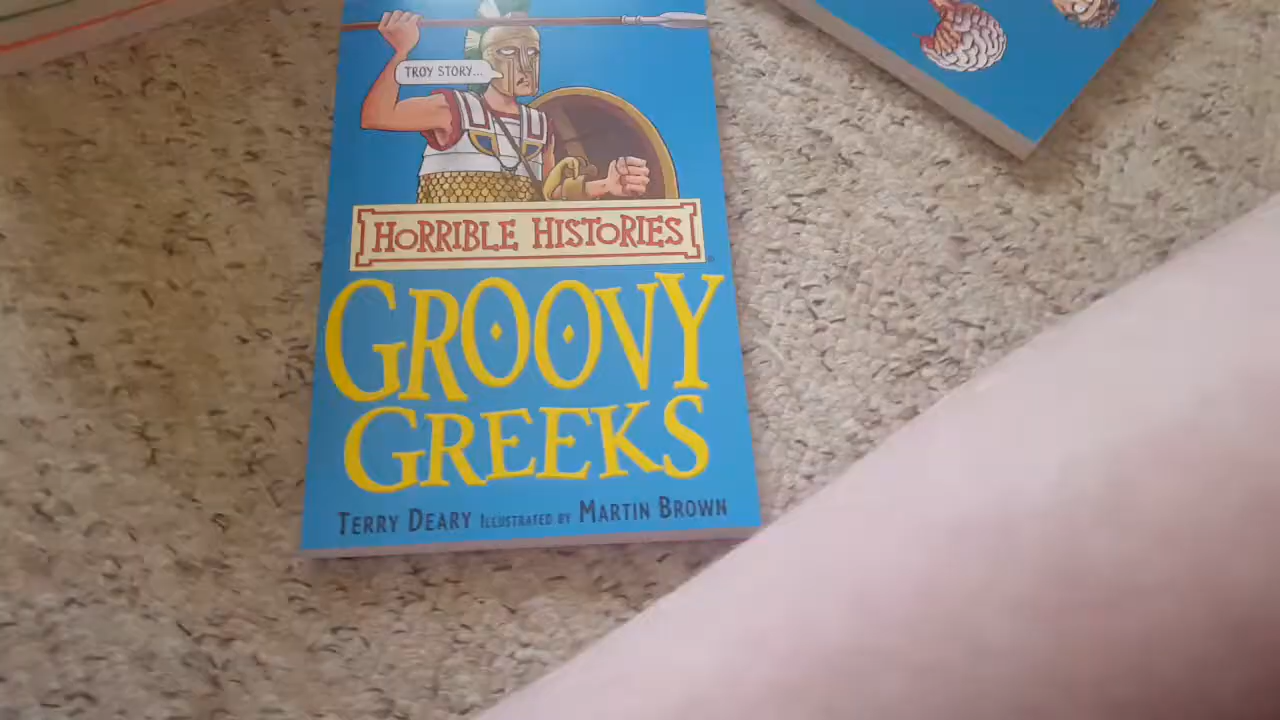 TROY STORY...
HORRIBLE HISTORIES
GROOVY
GREEKS
TERRY DEARY ILLUSTRATED BY MARTIN BROWN